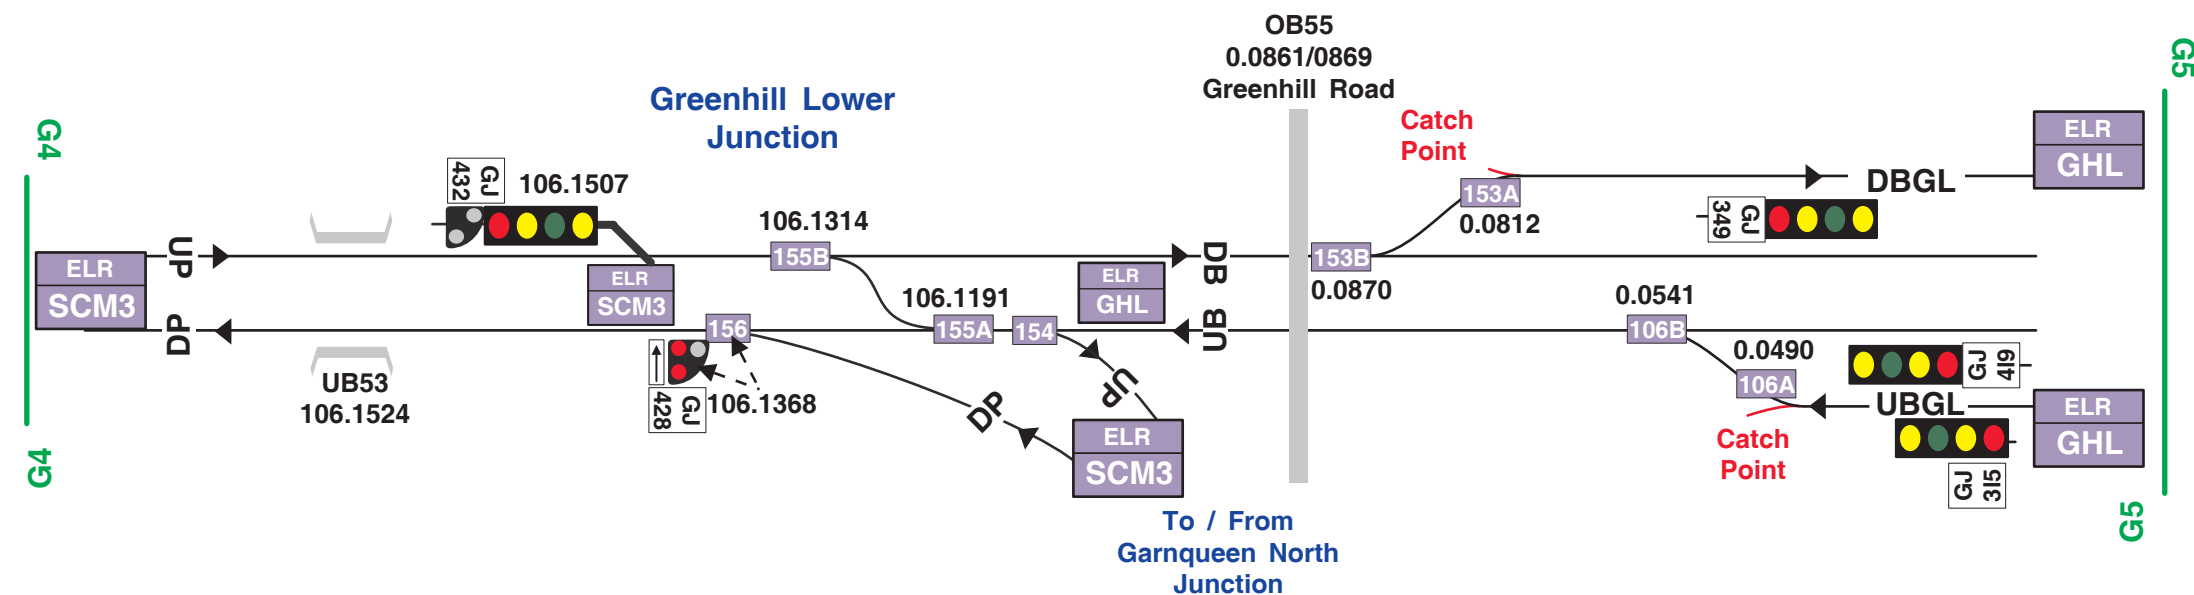 OB55
0.0861/0869
Greenhill Road
G5
Greenhill Lower
Junction
Catch
Point
ELR
GHL
G4
GJ
432
106.1507
DBGL
153A
0.0812
GJ
349
106.1314
UP
155B
DB
153B
ELR
SCM3
ELR
SCM3
ELR
GHL
0.0870
106.1191
0.0541
DP
156
155A
154
UB
106B
0.0490
GJ
4I9
UB53
106.1524
GJ
428
106.1368
DP
UP
106A
UBGL
ELR
GHL
Catch
Point
GJ
3I5
ELR
SCM3
G4
G5
To / From
Garnqueen North
Junction